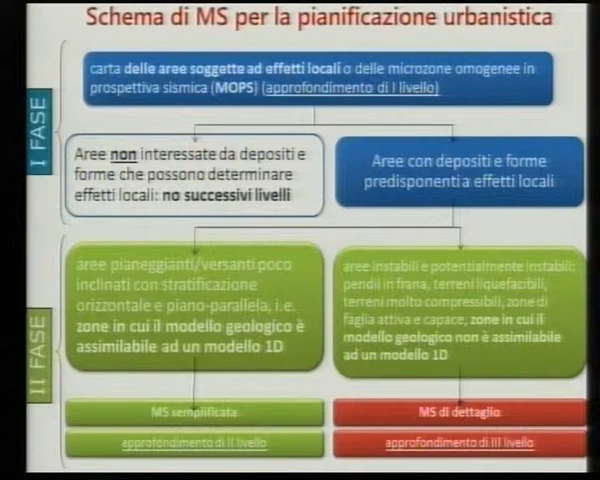 Schema di MS per la pianificazione urbanistica
I FASE
carta delle aree soggette ad effetti locali o delle microzone omogenee in
prospettiva sismica (MOPS) (approfondimento di I livello)
Aree non interessate da depositi e
forme che possono determinare
effetti locali: no successivi livelli
Aree con depositi e forme
predisponenti a effetti locali
II FASE
aree pianeggianti/versanti poco
inclinati con stratificazione
orizzontale e piano-parallela, i.e.
zone in cui il modello geologico è
assimilabile ad un modello 1D
aree instabili e potenzialmente instabili:
pendii in frana, terreni liquefacibili,
terreni molto compressibili, zone di
faglia attiva e capace, zone in cui il
modello geologico non è assimilabile
ad un modello 1D
MS semplificata
approfondimento di II livello
MS di dettaglio
approfondimento di III livello